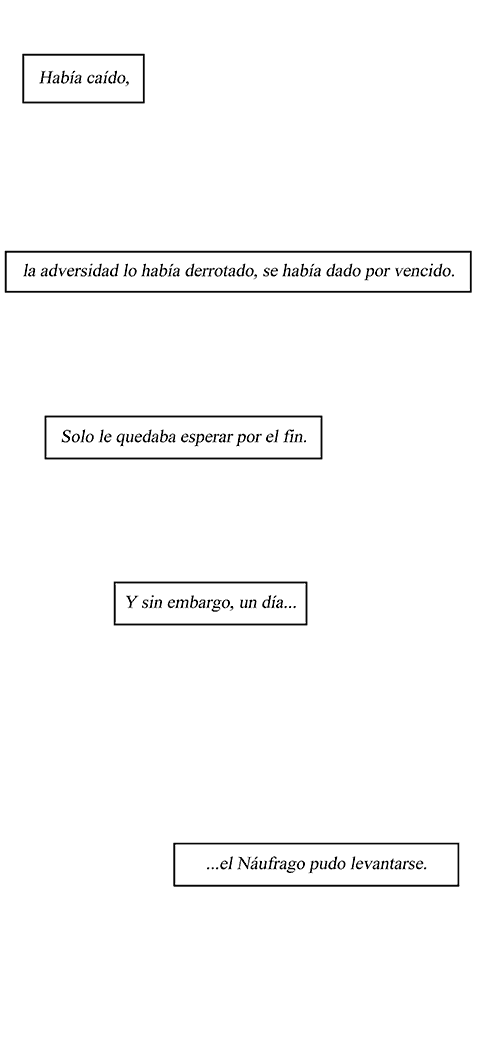 Había caído,
la adversidad lo había derrotado, se había dado por vencido.
Solo le quedaba esperar por el fin.
Y sin embargo, un día...
...el Náufrago pudo levantarse.